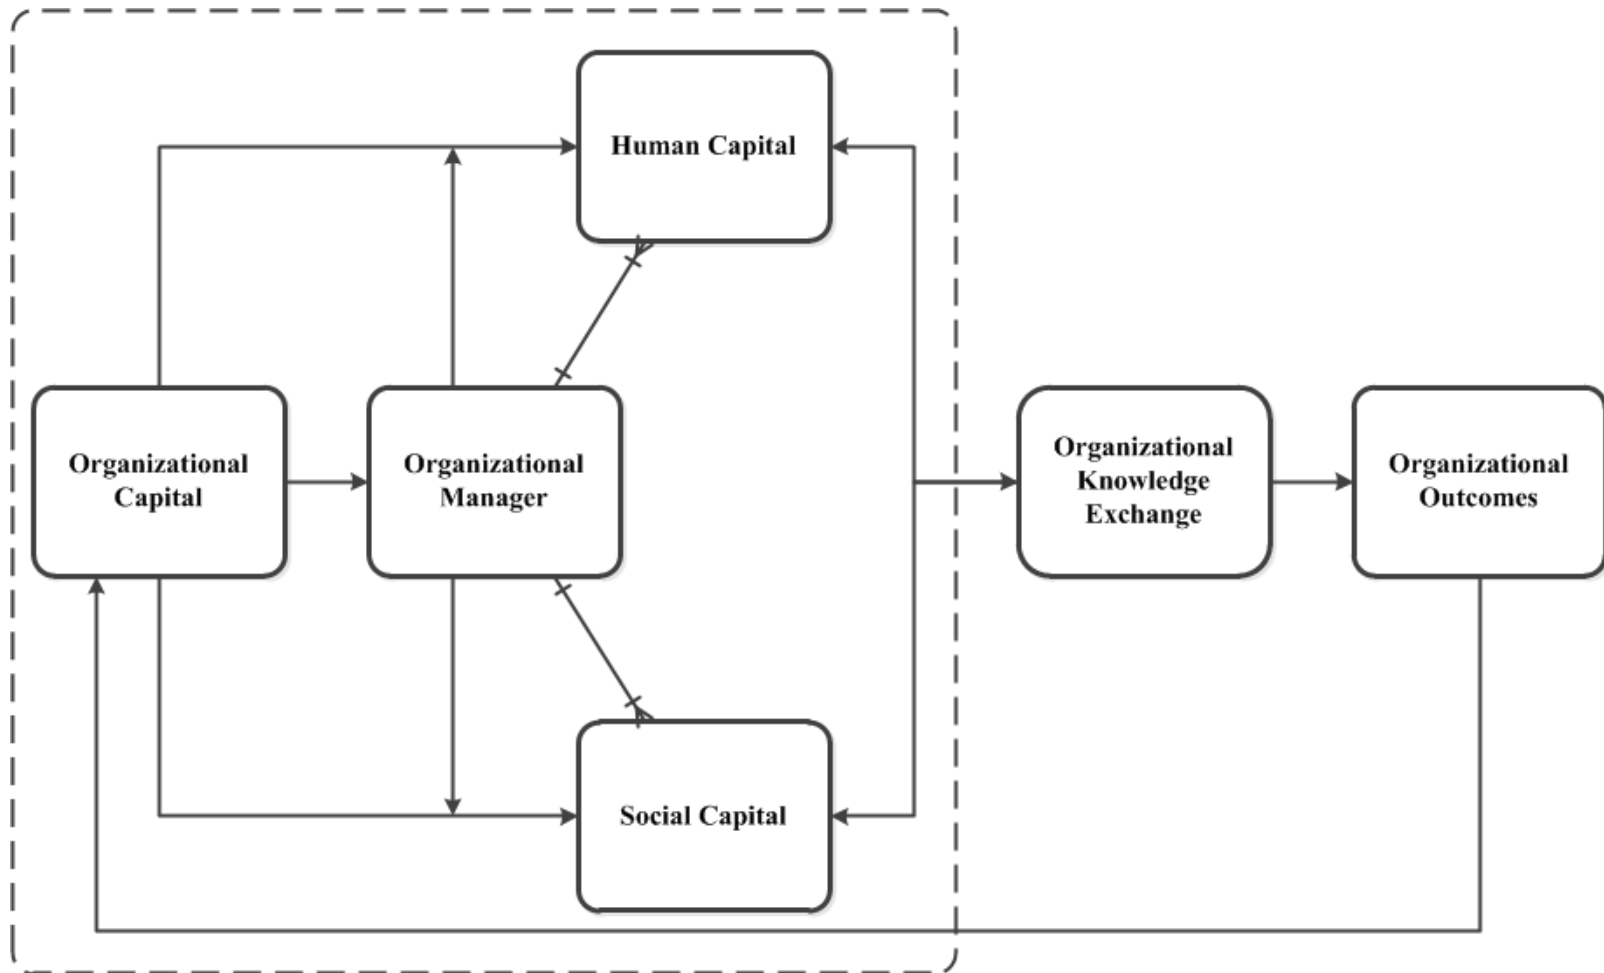 Human Capital
Organizational
Capital
Organizational
Manager
Organizational
Knowledge
Exchange
Organizational
Outcomes
Social Capital